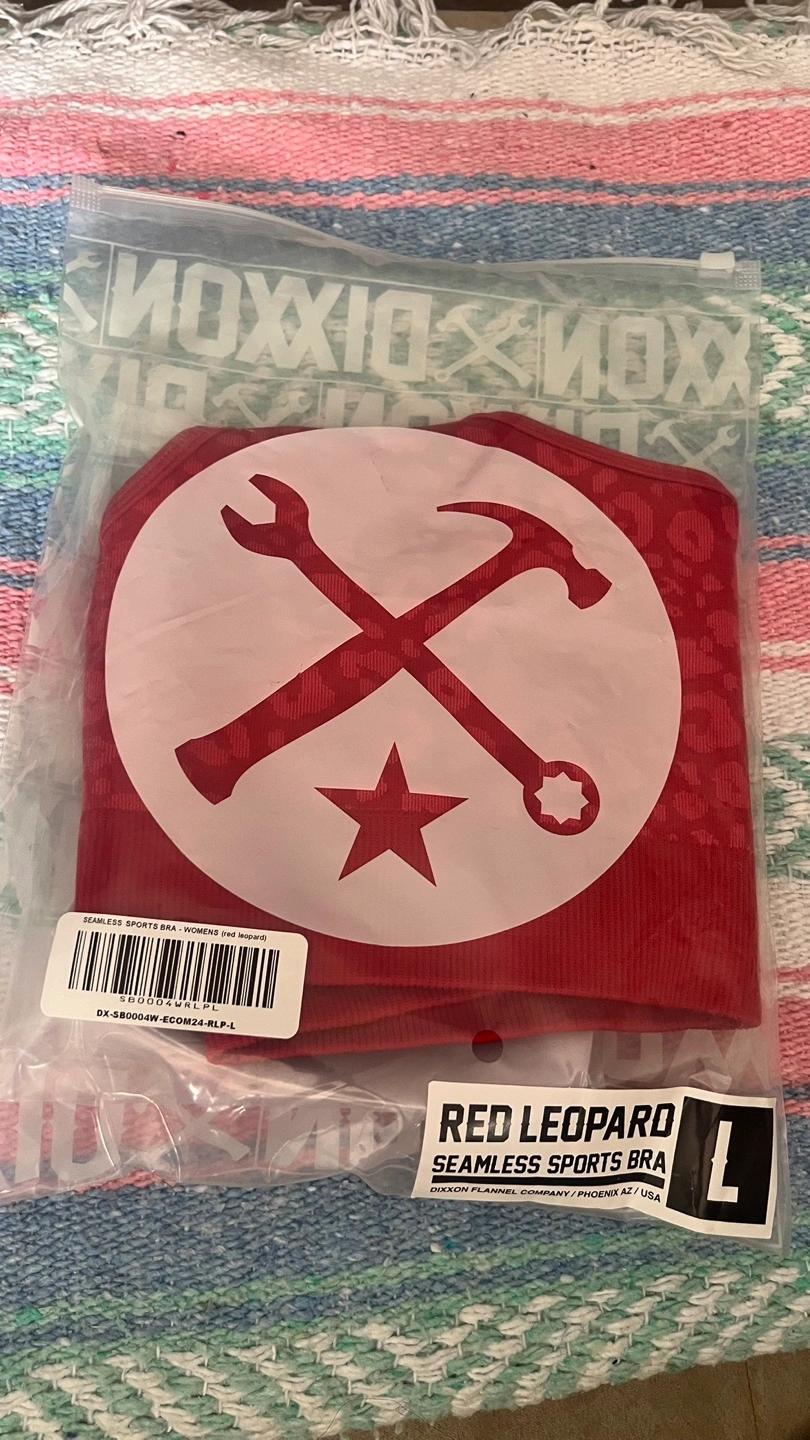 DIXXON
XXON
SEAMLESS SPORTS BRA - WOMENS (red leopard)
SB0004WRLPL
DX-SB0004W-ECOM24-RLP-L
RED LEOPARD
L
SEAMLESS SPORTS BRA
DIXXON FLANNEL COMPANY / PHOENIX AZ / USA